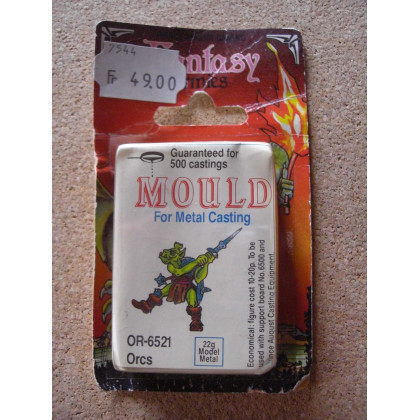 7544
Fr 49.00
Fantasy
Guaranteed for
500 castings
MOULD
For Metal Casting
OR-6521
Orcs
22g
Model
Metal
Economical: figure cost 10-20p. To be
used with support board No.6500 and
August Casting Equipment.